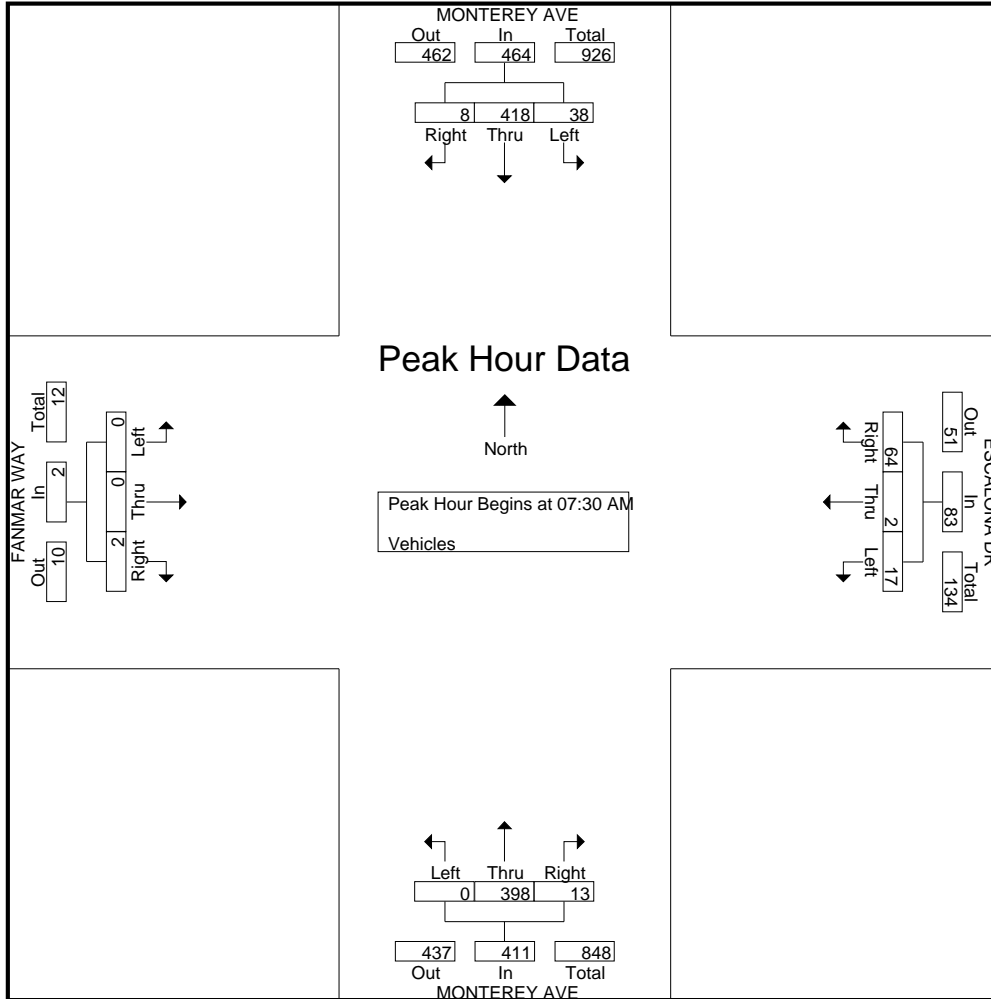 MONTEREY AVE
Out In Total
462 464 926
8 418 38
Right Thru Left
Peak Hour Data
North
Peak Hour Begins at 07:30 AM
Vehicles
FANMAR WAY
Total In Out
12 2 10
0 0 2
Left Thru Right
ESCALONA DR
Out In Total
51 83 134
64 2 17
Right Thru Left
Left Thru Right
0 398 13
437 411 848
Out In Total
MONTEREY AVE